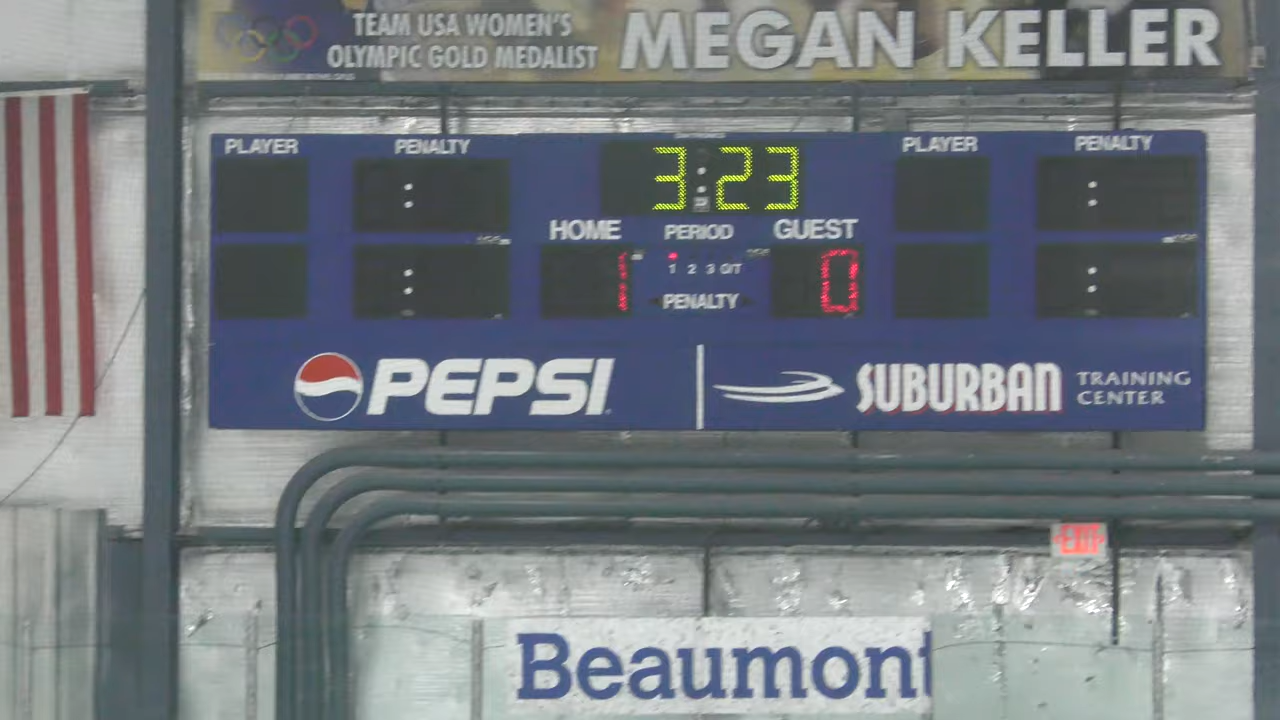 TEAM USA WOMEN'S
OLYMPIC GOLD MEDALIST
MEGAN KELLER
PLAYER PENALTY 3:23 PLAYER PENALTY
HOME PERIOD GUEST
1 1 2 3 O/T 0
PENALTY
PEPSI SUBURBAN TRAINING
CENTER
EXIT
Beaumont